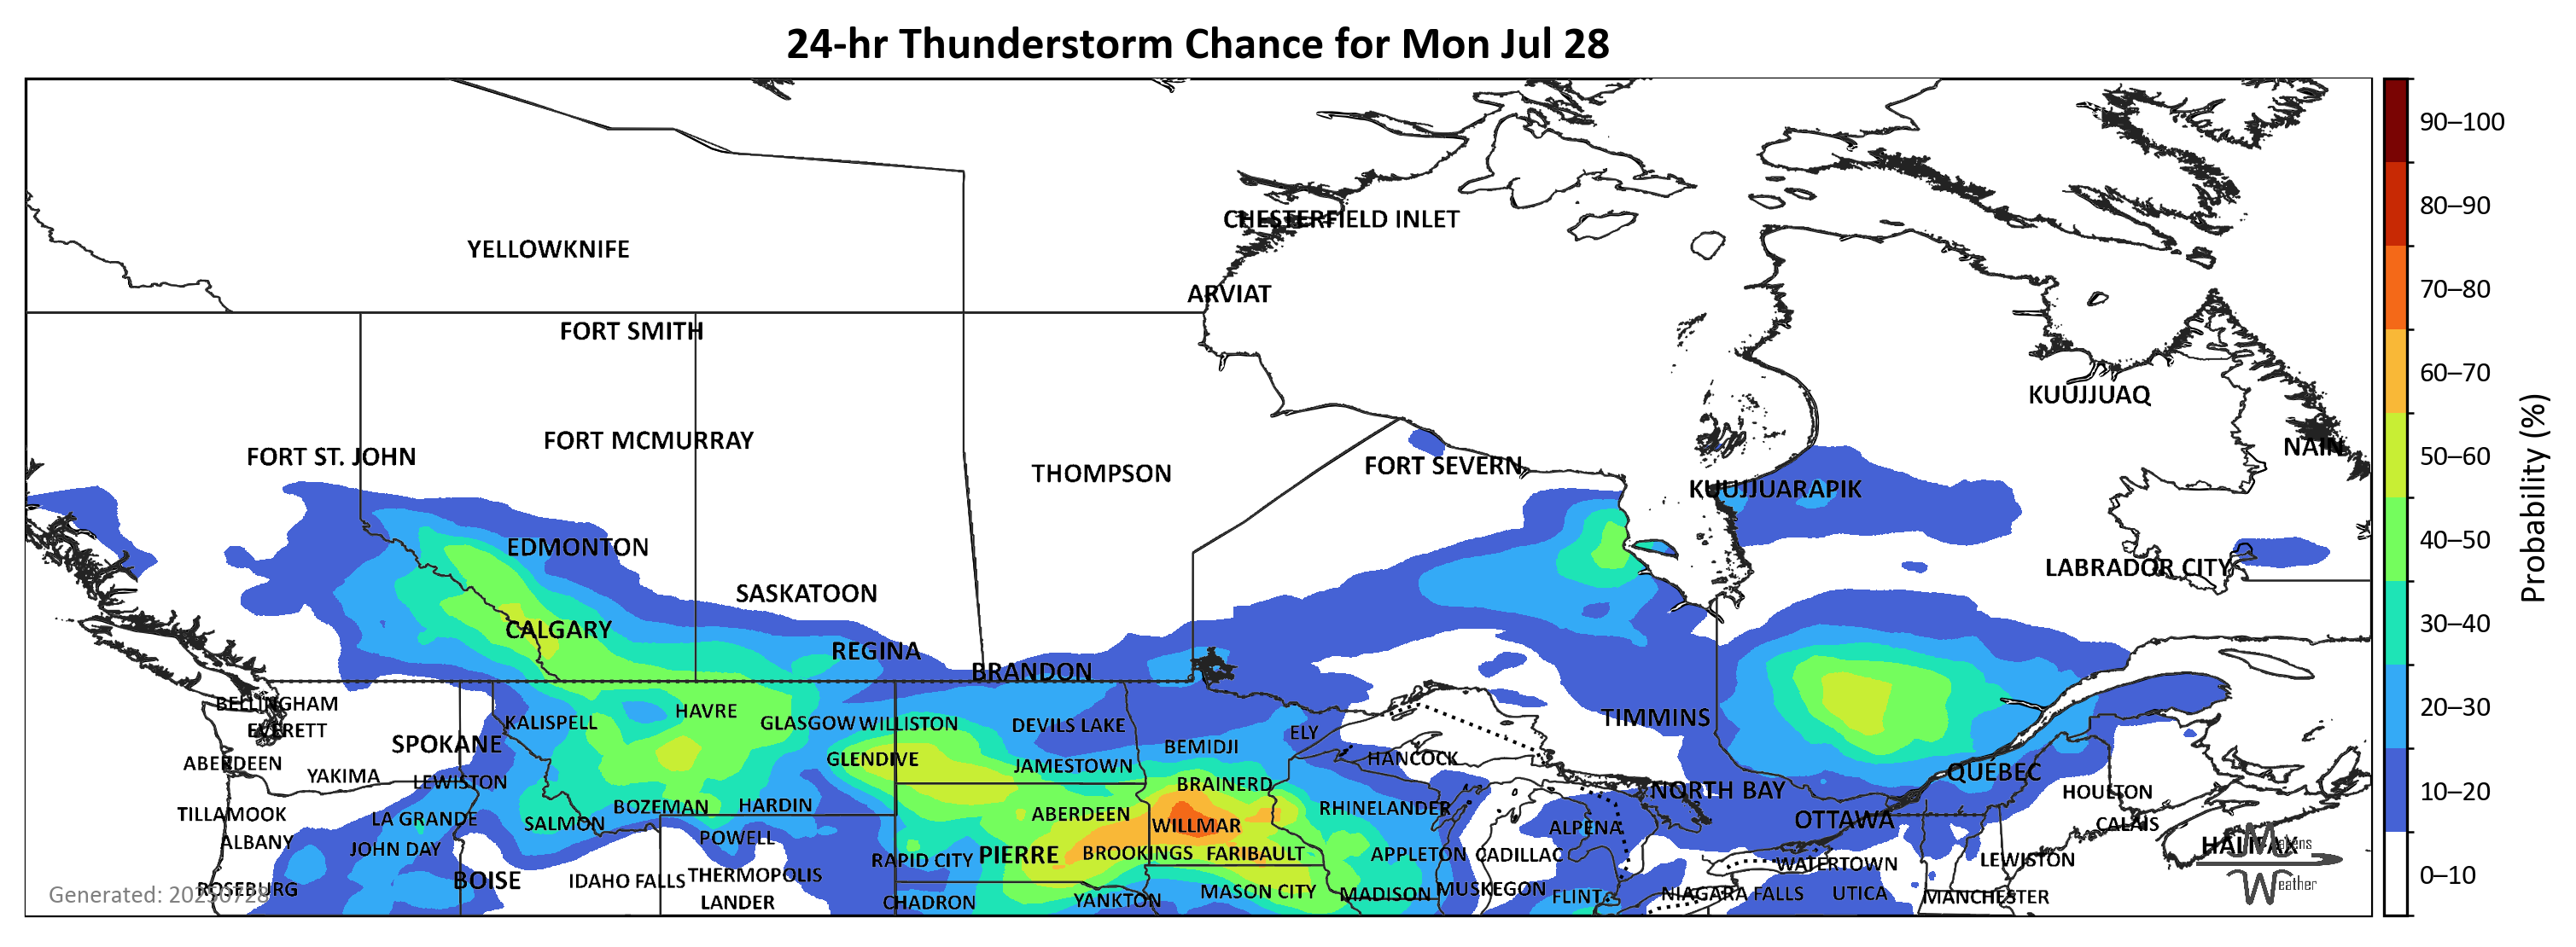 24-hr Thunderstorm Chance for Mon Jul 28
90–100
80–90
CHESTERFIELD INLET
YELLOWKNIFE
70–80
ARVIAT
FORT SMITH
60–70
KUUJJUAQ
FORT MCMURRAY
NAIN
FORT ST. JOHN
50–60
FORT SEVERN
THOMPSON
KUUJJUARAPIK
Probability (%)
40–50
EDMONTON
LABRADOR CITY
SASKATOON
30–40
CALGARY
REGINA
BRANDON
BELLINGHAM
20–30
HAVRE
TIMMINS
KALISPELL
GLASGOW
WILLISTON
DEVILS LAKE
EVERETT
ELY
SPOKANE
BEMIDJI
ABERDEEN
GLENDIVE
HANCOCK
JAMESTOWN
QUÉBEC
YAKIMA
LEWISTON
BRAINERD
NORTH BAY
HOULTON
10–20
BOZEMAN
HARDIN
RHINELANDER
TILLAMOOK
ABERDEEN
LA GRANDE
OTTAWA
SALMON
WILLMAR
ALPENA
CALAIS
ALBANY
POWELL
HALIFAX
Makens
Weather
JOHN DAY
RAPID CITY
PIERRE
BROOKINGS
FARIBAULT
APPLETON
CADILLAC
WATERTOWN
LEWISTON
0–10
BOISE
IDAHO FALLS
THERMOPOLIS
ROSEBURG
MASON CITY
MADISON
MUSKEGON
FLINT
NIAGARA FALLS
UTICA
MANCHESTER
Generated: 20250728
LANDER
CHADRON
YANKTON